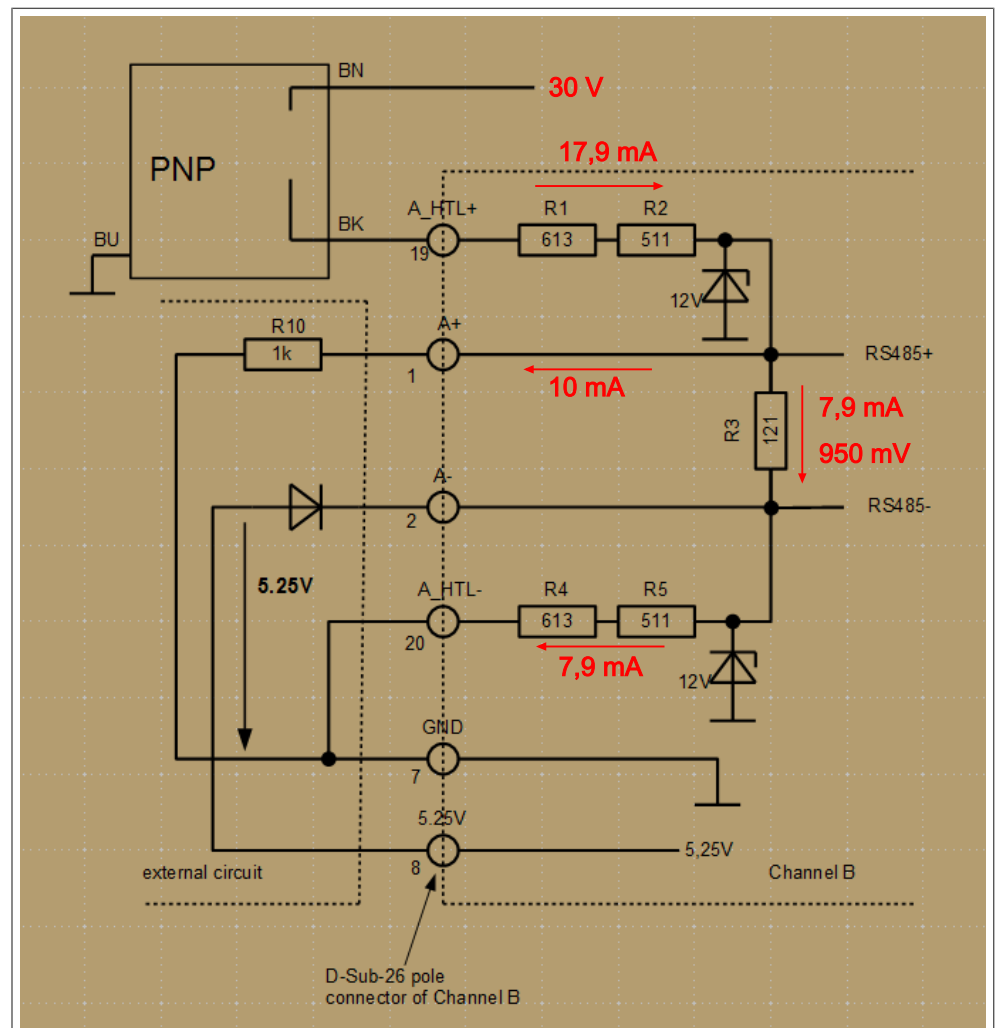 BN
30 V
PNP
17,9 mA
A_HTL+
R1
R2
BK
613
511
BU
19
12V
R10
A+
1k
RS485+
1
10 mA
7,9 mA
R3
121
950 mV
A-
RS485-
2
5.25V
A_HTL-
R4
R5
613
511
20
7,9 mA
12V
GND
7
5.25V
5,25V
external circuit
8
Channel B
D-Sub-26 pole
connector of Channel B